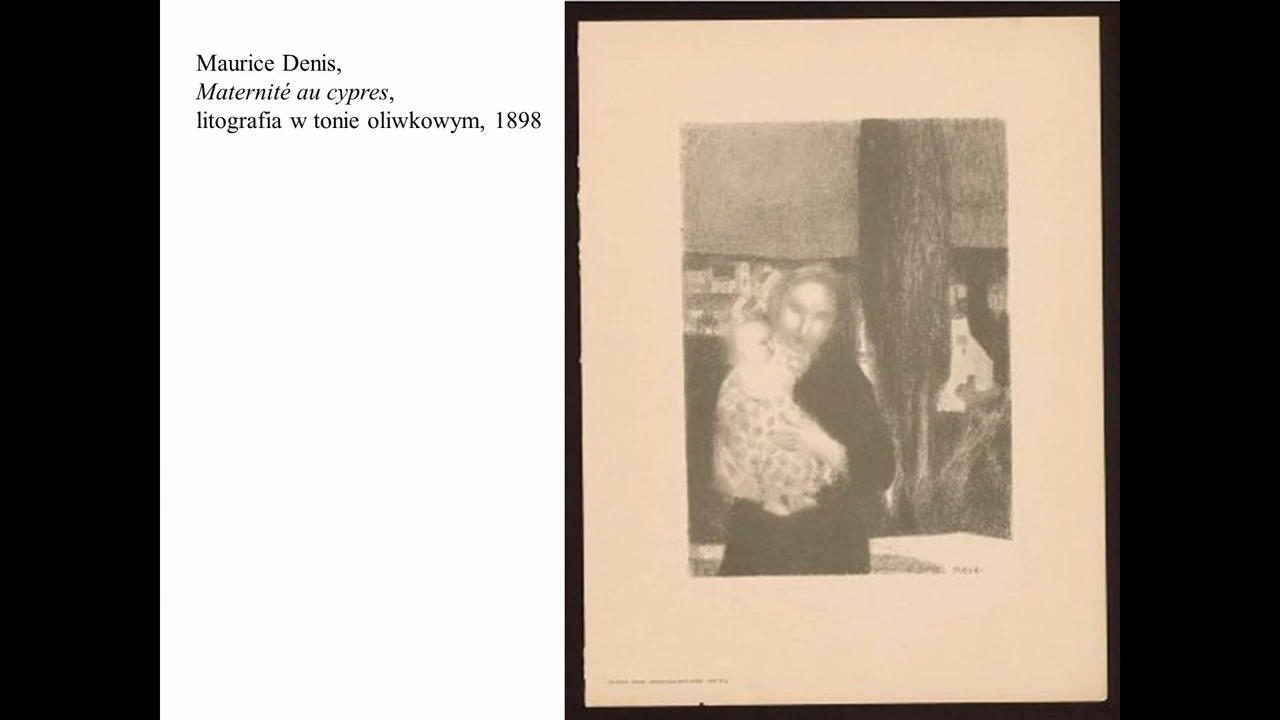 Maurice Denis,
Maternité au cypres,
litografia w tonie oliwkowym, 1898